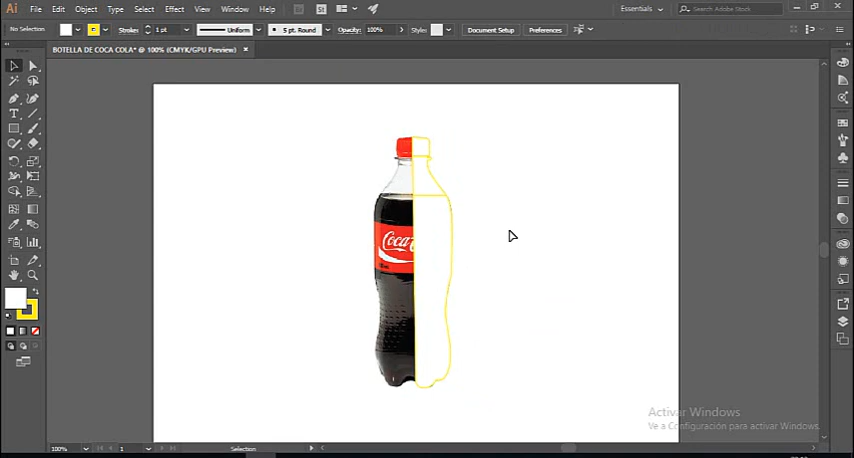 Ai File Edit Object Type Select Effect View Window Help Essentials Search Adobe Stock
No Selection Stroke: 1 pt Uniform 5 pt. Round Opacity: 100% Style: Document Setup Preferences
BOTELLA DE COCA COLA* @ 100% (CMYK/GPU Preview)
Coca
Activar Windows
Ve a Configuración para activar Windows.
100% 1 Selection